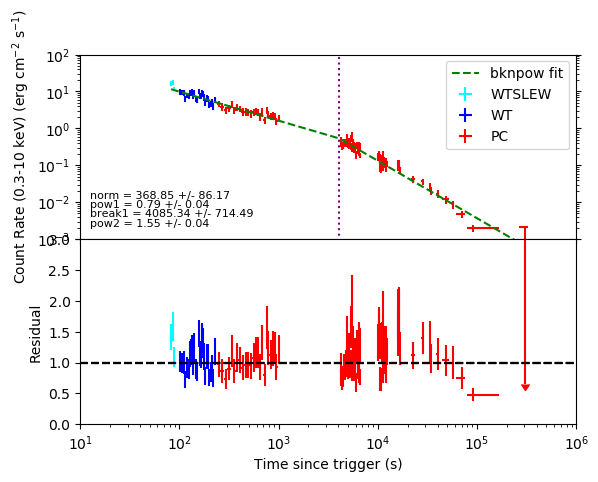 Count Rate (0.3-10 keV) (erg cm⁻² s⁻¹)
10²
10¹
10⁰
10⁻¹
10⁻²
10⁻³
bknpow fit
WTSLEW
WT
PC
norm = 368.85 +/- 86.17
pow1 = 0.79 +/- 0.04
break1 = 4085.34 +/- 714.49
pow2 = 1.55 +/- 0.04
Residual
3.0
2.5
2.0
1.5
1.0
0.5
0.0
10¹ 10² 10³ 10⁴ 10⁵ 10⁶
Time since trigger (s)